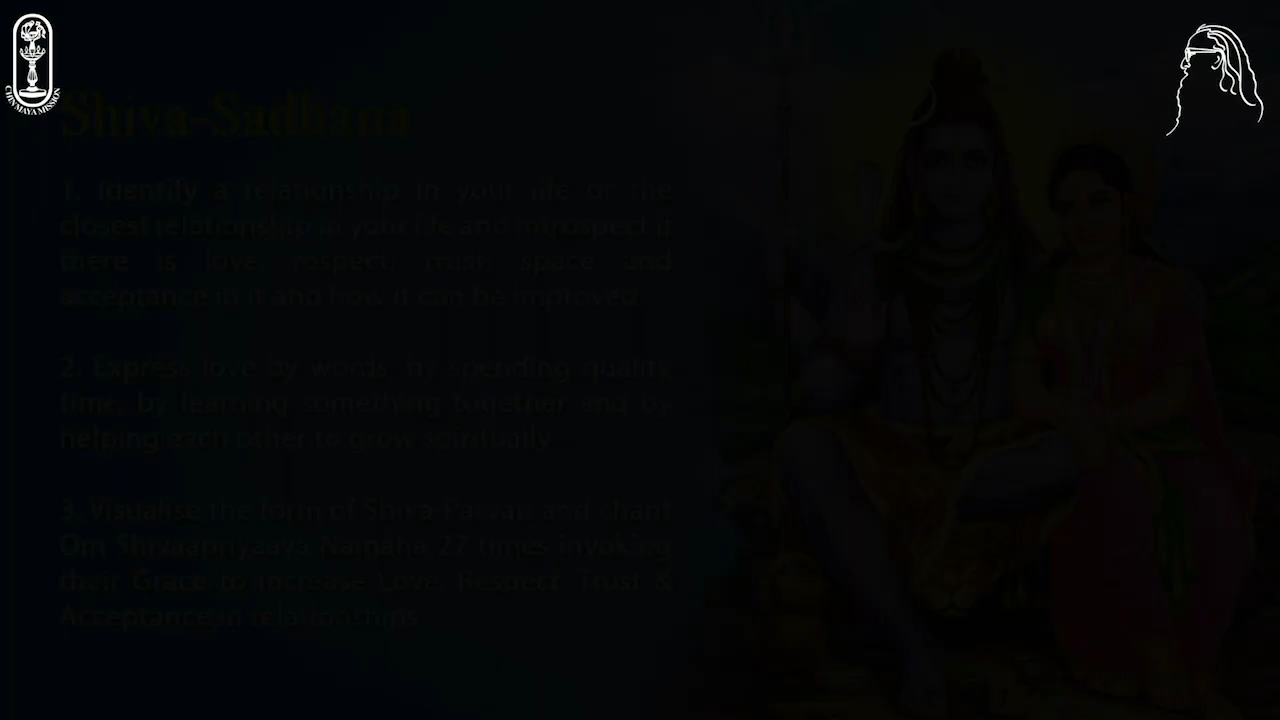 CHINMAYA MISSION
Shiva-Sadhana
1. Identify a relationship in your life or the
closest relationship in your life and introspect if
there is love, respect, trust, space and
acceptance in it and how it can be improved.
2. Express love by words, by spending quality
time, by learning something together and by
helping each other to grow spiritually.
3. Visualise the form of Shiva-Parvati and chant
Om Shivaapriyaaya Namaha 27 times invoking
their Grace to increase Love, Respect, Trust &
Acceptance in relationships.